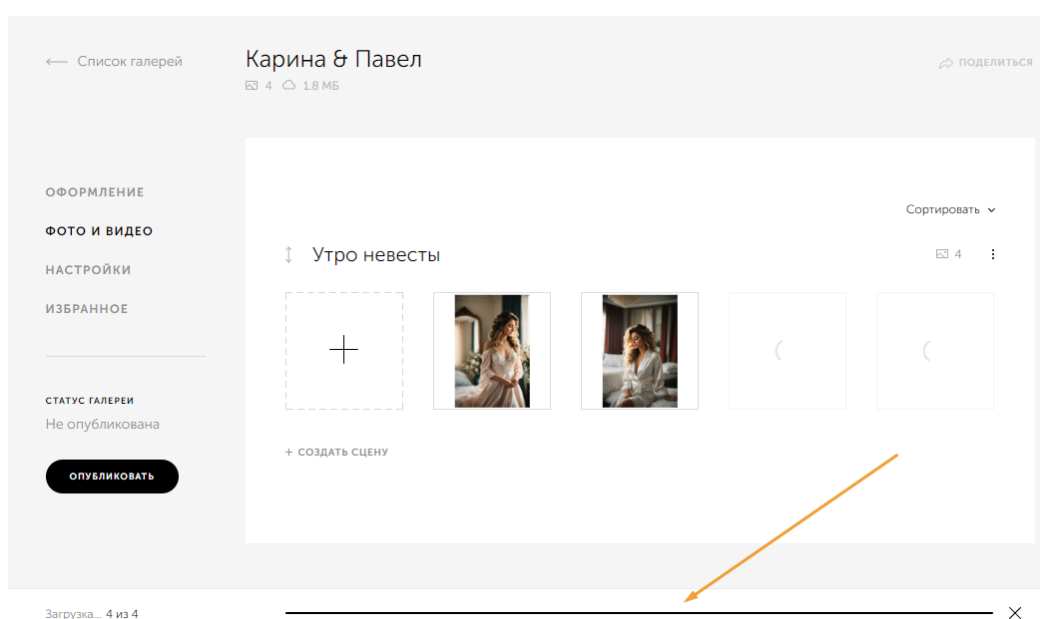 Список галерей
Карина & Павел
4 1.8 МБ
ПОДЕЛИТЬСЯ
ОФОРМЛЕНИЕ
ФОТО И ВИДЕО
НАСТРОЙКИ
ИЗБРАННОЕ
СТАТУС ГАЛЕРЕИ
Не опубликована
ОПУБЛИКОВАТЬ
Сортировать
Утро невесты
4
+ СОЗДАТЬ СЦЕНУ
Загрузка... 4 из 4